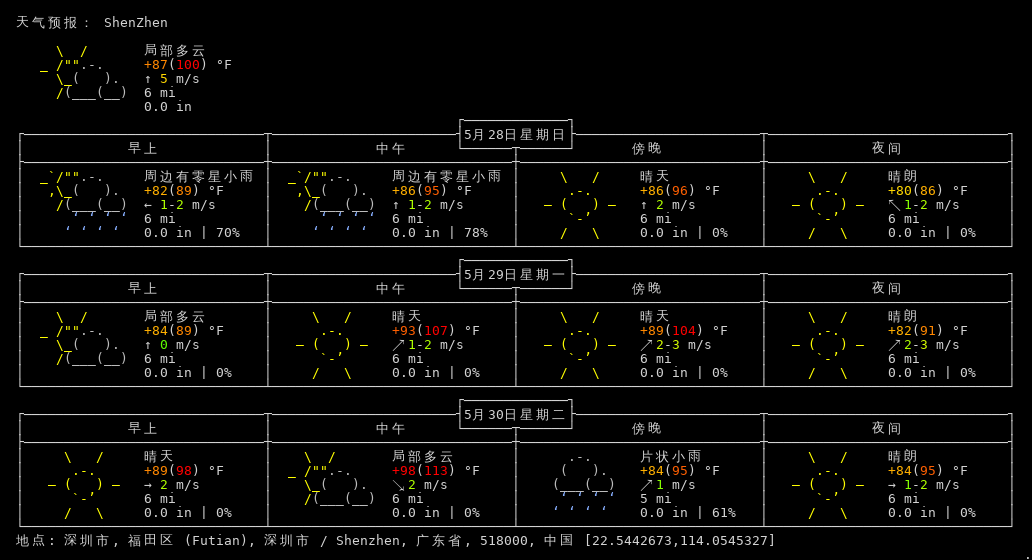 天气预报： ShenZhen
局部多云
+87(100) °F
↑ 5 m/s
6 mi
0.0 in
5月28日星期日
早上 中午 傍晚 夜间
周边有零星小雨 周边有零星小雨 晴天 晴朗
+82(89) °F +86(95) °F +86(96) °F +80(86) °F
← 1-2 m/s ↑ 1-2 m/s ↑ 2 m/s ↖ 1-2 m/s
6 mi 6 mi 6 mi 6 mi
0.0 in | 70% 0.0 in | 78% 0.0 in | 0% 0.0 in | 0%
5月29日星期一
早上 中午 傍晚 夜间
局部多云 晴天 晴天 晴朗
+84(89) °F +93(107) °F +89(104) °F +82(91) °F
↑ 0 m/s ↗ 1-2 m/s ↗ 2-3 m/s ↗ 2-3 m/s
6 mi 6 mi 6 mi 6 mi
0.0 in | 0% 0.0 in | 0% 0.0 in | 0% 0.0 in | 0%
5月30日星期二
早上 中午 傍晚 夜间
晴天 局部多云 片状小雨 晴朗
+89(98) °F +98(113) °F +84(95) °F +84(95) °F
→ 2 m/s ↘ 2 m/s ↗ 1 m/s → 1-2 m/s
6 mi 6 mi 5 mi 6 mi
0.0 in | 0% 0.0 in | 0% 0.0 in | 61% 0.0 in | 0%
地点: 深圳市, 福田区 (Futian), 深圳市 / Shenzhen, 广东省, 518000, 中国 [22.5442673,114.0545327]